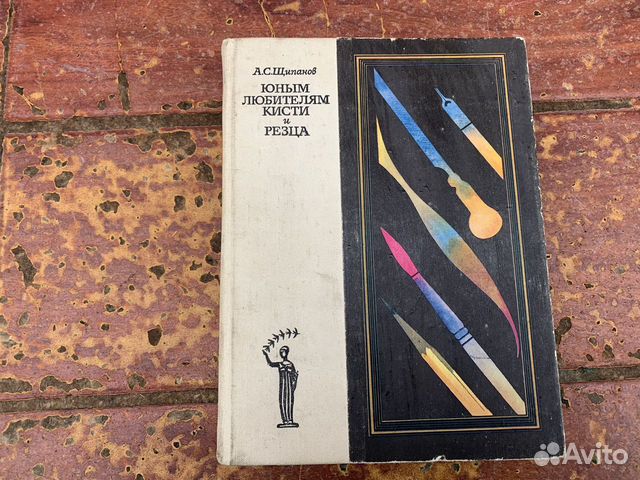 А.С.Щипанов
ЮНЫМ
ЛЮБИТЕЛЯМ
КИСТИ
и
РЕЗЦА
Avito